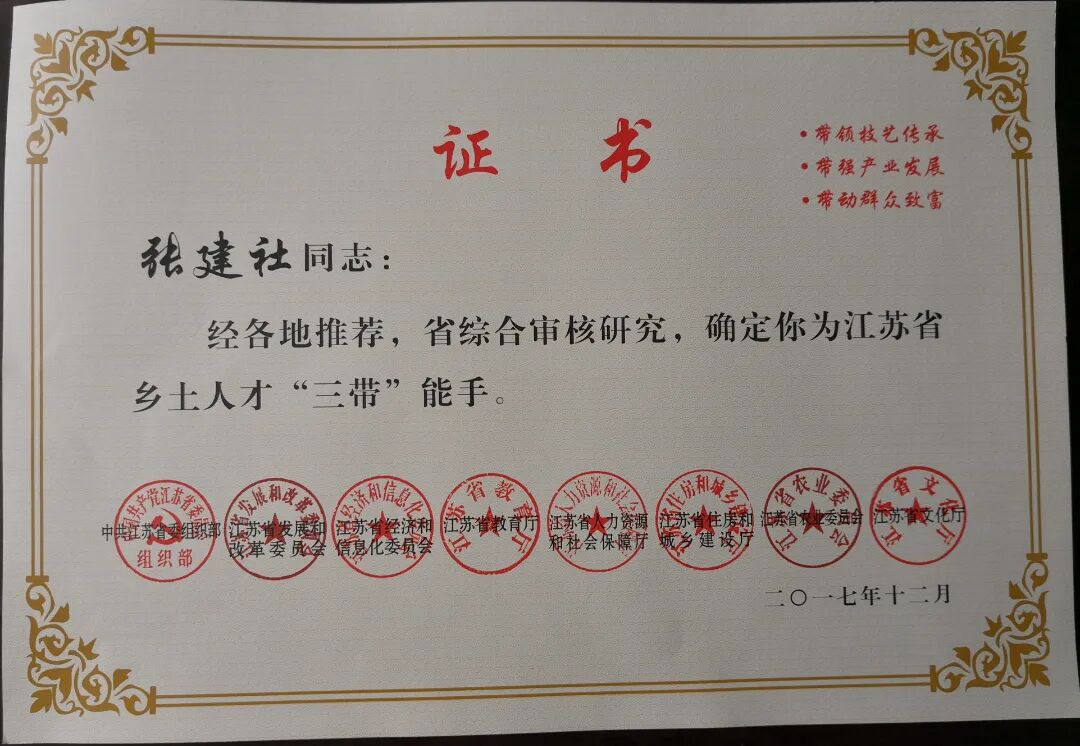 证 书
• 带领技艺传承
• 带强产业发展
• 带动群众致富
张建社同志：
经各地推荐，省综合审核研究，确定你为江苏省
乡土人才“三带”能手。
中共江苏省委组织部
江苏省发展和
改革委员会
江苏省经济和
信息化委员会
江苏省教育厅
江苏省人力资源
和社会保障厅
江苏省住房和
城乡建设厅
江苏省农业委员会
江苏省文化厅
组织部
二〇一七年十二月